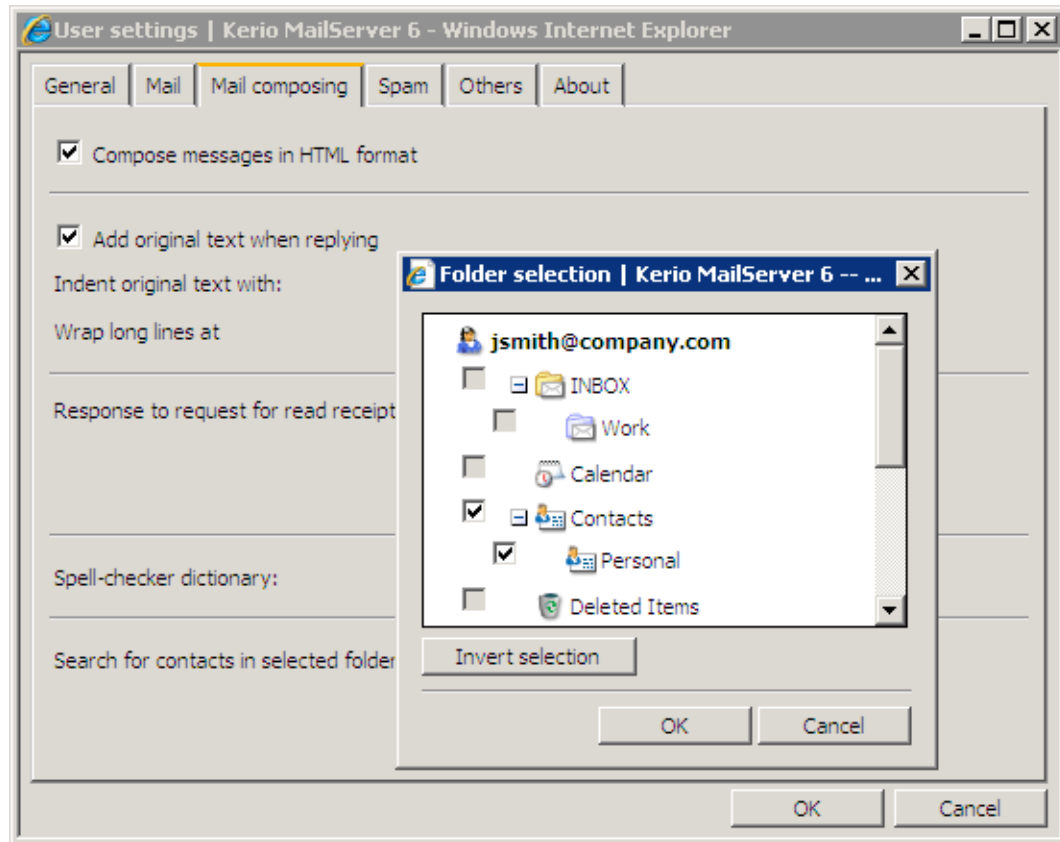 User settings | Kerio MailServer 6 - Windows Internet Explorer
General Mail Mail composing Spam Others About
Compose messages in HTML format
Add original text when replying
Indent original text with:
Wrap long lines at
Response to request for read receipt
Spell-checker dictionary:
Search for contacts in selected folder
Folder selection | Kerio MailServer 6 -- ...
jsmith@company.com
INBOX
Work
Calendar
Contacts
Personal
Deleted Items
Invert selection
OK Cancel
OK Cancel